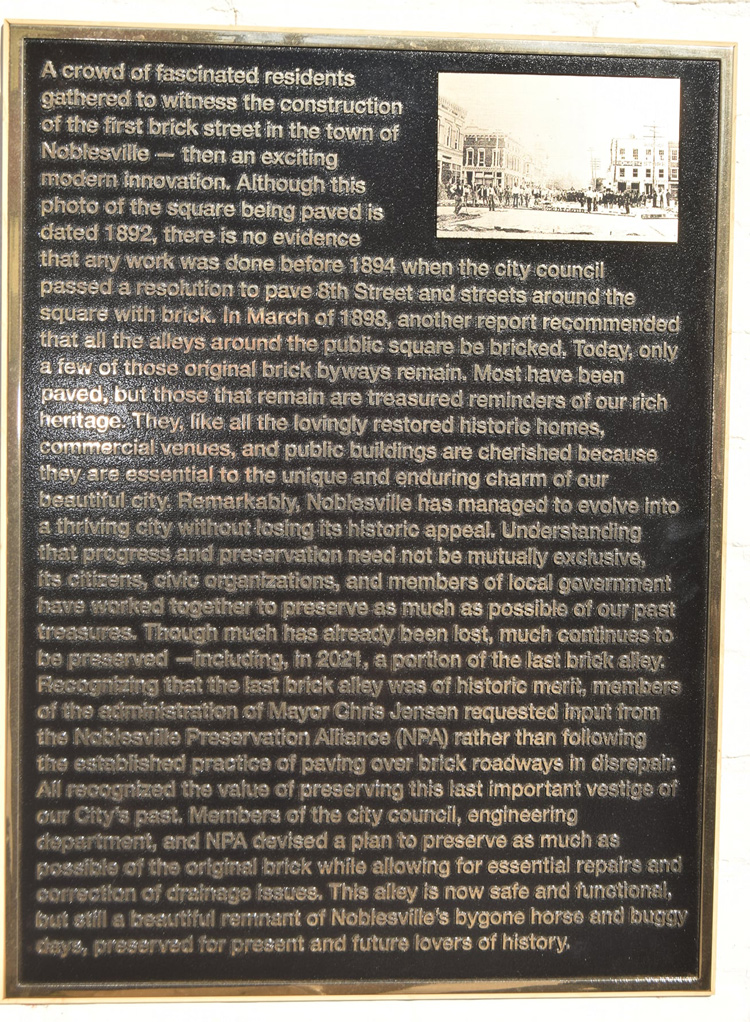 A crowd of fascinated residents
gathered to witness the construction
of the first brick street in the town of
Noblesville — then an exciting
modern innovation. Although this
photo of the square being paved is
dated 1892, there is no evidence
that any work was done before 1894 when the city council
passed a resolution to pave 8th Street and streets around the
square with brick. In March of 1898, another report recommended
that all the alleys around the public square be bricked. Today, only
a few of those original brick byways remain. Most have been
paved, but those that remain are treasured reminders of our rich
heritage. They, like all the lovingly restored historic homes,
commercial venues, and public buildings are cherished because
they are essential to the unique and enduring charm of our
beautiful city. Remarkably, Noblesville has managed to evolve into
a thriving city without losing its historic appeal. Understanding
that progress and preservation need not be mutually exclusive,
its citizens, civic organizations, and members of local government
have worked together to preserve as much as possible of our past
treasures. Though much has already been lost, much continues to
be preserved —including, in 2021, a portion of the last brick alley.
Recognizing that the last brick alley was of historic merit, members
of the administration of Mayor Chris Jensen requested input from
the Noblesville Preservation Alliance (NPA) rather than following
the established practice of paving over brick roadways in disrepair.
All recognized the value of preserving this last important vestige of
our City's past. Members of the city council, engineering
department, and NPA devised a plan to preserve as much as
possible of the original brick while allowing for essential repairs and
correction of drainage issues. This alley is now safe and functional,
but still a beautiful remnant of Noblesville's bygone horse and buggy
days, preserved for present and future lovers of history.